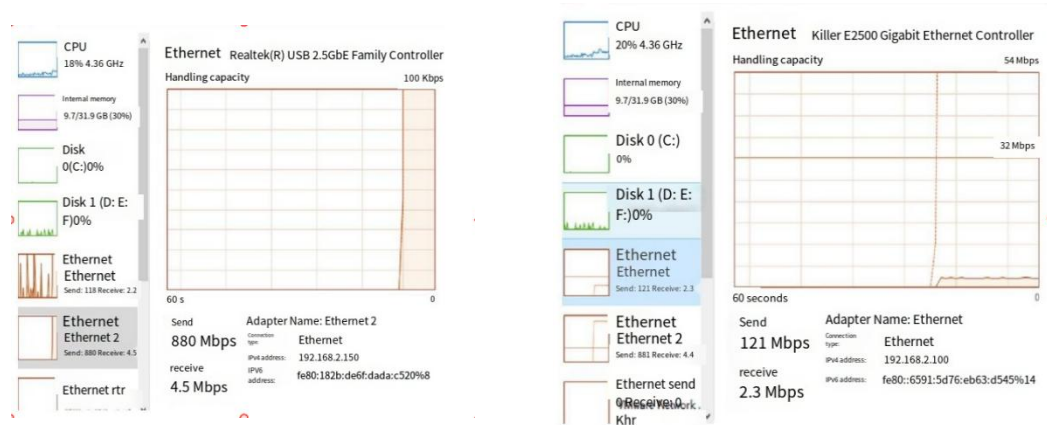 CPU
18% 4.36 GHz
Internal memory
9.7/31.9 GB (30%)
Disk
0(C:)0%
Disk 1 (D: E:
F)0%
Ethernet
Ethernet
Send: 118 Receive: 2.2
Ethernet
Ethernet 2
Send: 880 Receive: 4.5
Ethernet rtr
Ethernet Realtek(R) USB 2.5GbE Family Controller
Handling capacity 100 Kbps
60 s 0
Send
880 Mbps
receive
4.5 Mbps
Adapter Name: Ethernet 2
Connection type: Ethernet
IPv4 address: 192.168.2.150
IPV6 address: fe80:182b:de6f:dada:c520%8
CPU
20% 4.36 GHz
Internal memory
9.7/31.9 GB (30%)
Disk 0 (C:)
0%
Disk 1 (D: E:
F:)0%
Ethernet
Ethernet
Send: 121 Receive: 2.3
Ethernet
Ethernet 2
Send: 881 Receive: 4.4
Ethernet send
0 Receive: 0
Khr
Ethernet Killer E2500 Gigabit Ethernet Controller
Handling capacity 54 Mbps
32 Mbps
60 seconds 0
Send
121 Mbps
receive
2.3 Mbps
Adapter Name: Ethernet
Connection type: Ethernet
IPv4 address: 192.168.2.100
IPv6 address: fe80::6591:5d76:eb63:d545%14